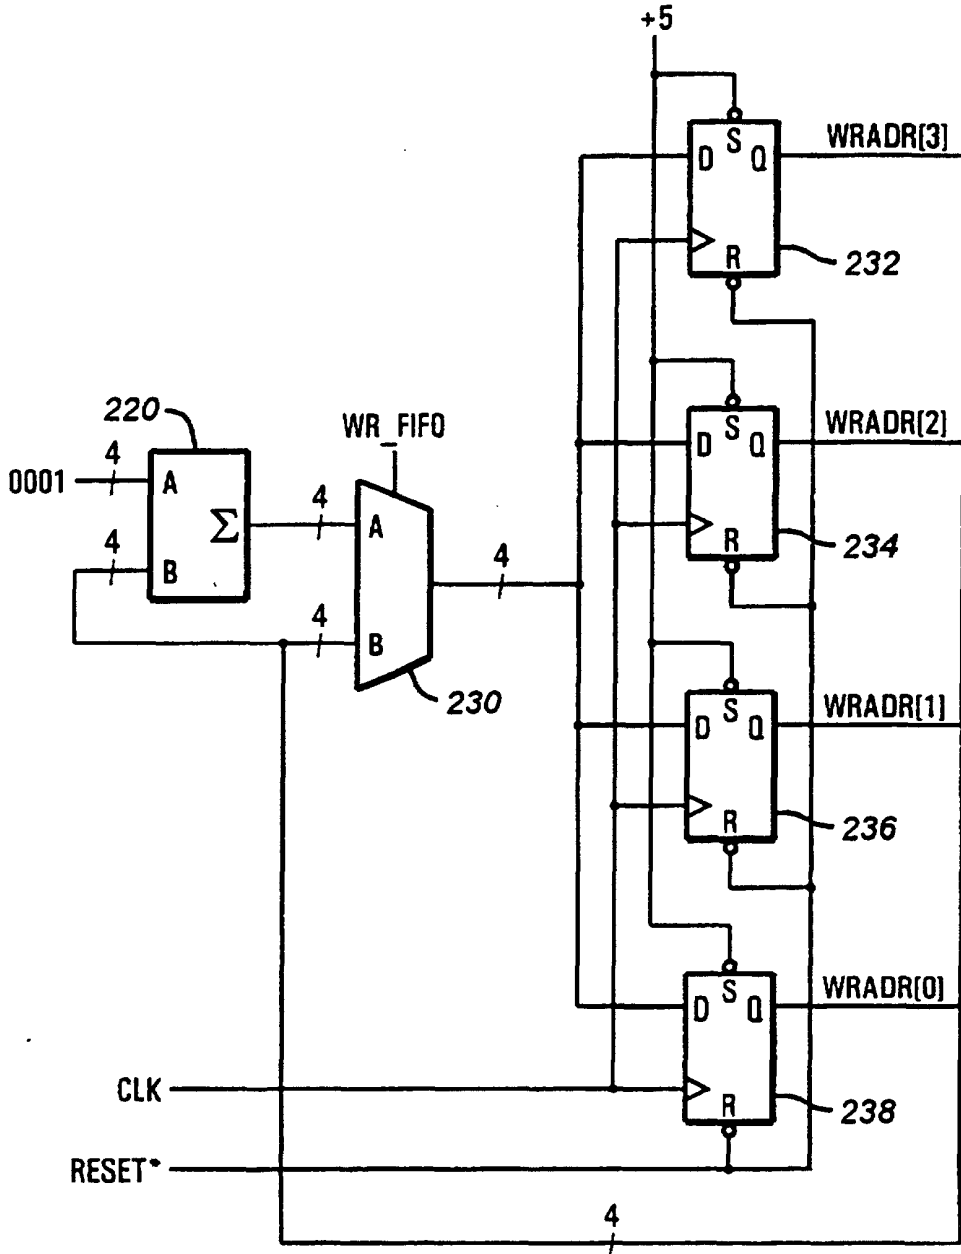 +5
S
D Q
WRADR[3]
R
232
220
WR_FIFO
S
D Q
WRADR[2]
0001
4
A
Σ
4
A
4
B
4
R
234
4
B
230
S
D Q
WRADR[1]
R
236
S
D Q
WRADR[0]
CLK
R
238
RESET*
4